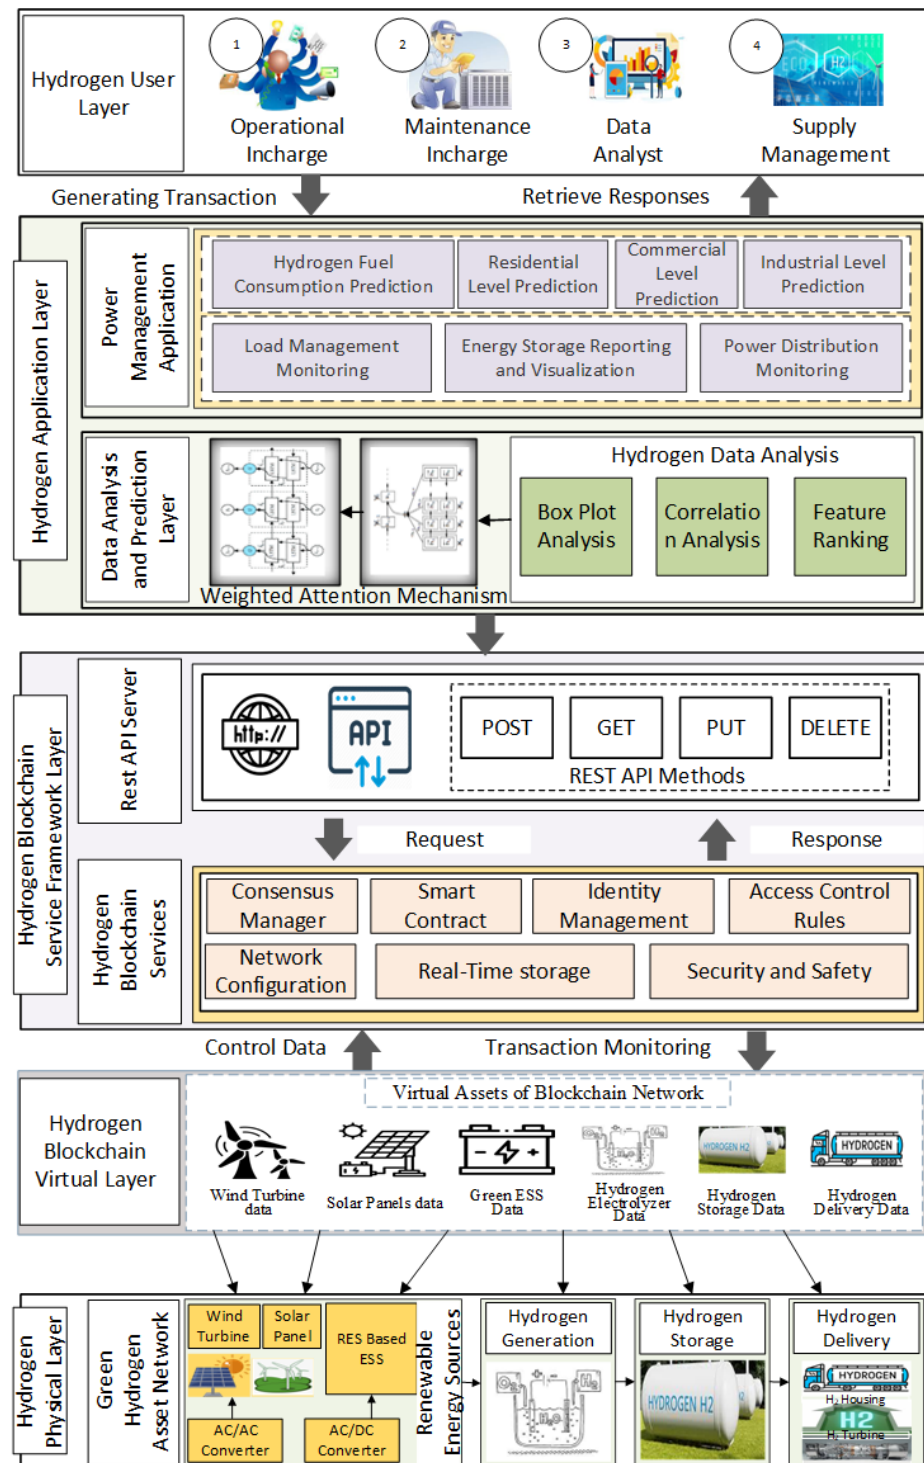 Hydrogen User
Layer
1
2
3
4
ECO
H2
POWER
Operational
Incharge
Maintenance
Incharge
Data
Analyst
Supply
Management
Generating Transaction
Retrieve Responses
Hydrogen Application Layer
Power
Management
Application
Hydrogen Fuel
Consumption Prediction
Residential
Level Prediction
Commercial
Level
Prediction
Industrial Level
Prediction
Load Management
Monitoring
Energy Storage Reporting
and Visualization
Power Distribution
Monitoring
Data Analysis
and Prediction
Layer
Weighted Attention Mechanism
Hydrogen Data Analysis
Box Plot
Analysis
Correlatio
n Analysis
Feature
Ranking
Hydrogen Blockchain
Service Framework Layer
Rest API Server
http://
API
POST
GET
PUT
DELETE
REST API Methods
Request
Response
Hydrogen
Blockchain
Services
Consensus
Manager
Smart
Contract
Identity
Management
Access Control
Rules
Network
Configuration
Real-Time storage
Security and Safety
Control Data
Transaction Monitoring
Hydrogen
Blockchain
Virtual Layer
Virtual Assets of Blockchain Network
HYDROGEN H2
HYDROGEN
Wind Turbine
data
Solar Panels data
Green ESS
Data
Hydrogen
Electrolyzer
Data
Hydrogen
Storage Data
Hydrogen
Delivery Data
Hydrogen
Physical Layer
Green
Hydrogen
Asset Network
Wind
Turbine
Solar
Panel
RES Based
ESS
AC/AC
Converter
AC/DC
Converter
Renewable
Energy Sources
Hydrogen
Generation
O2
H2
H2O
Hydrogen
Storage
HYDROGEN H2
Hydrogen
Delivery
HYDROGEN
H2 Housing
H2
H2 Turbine